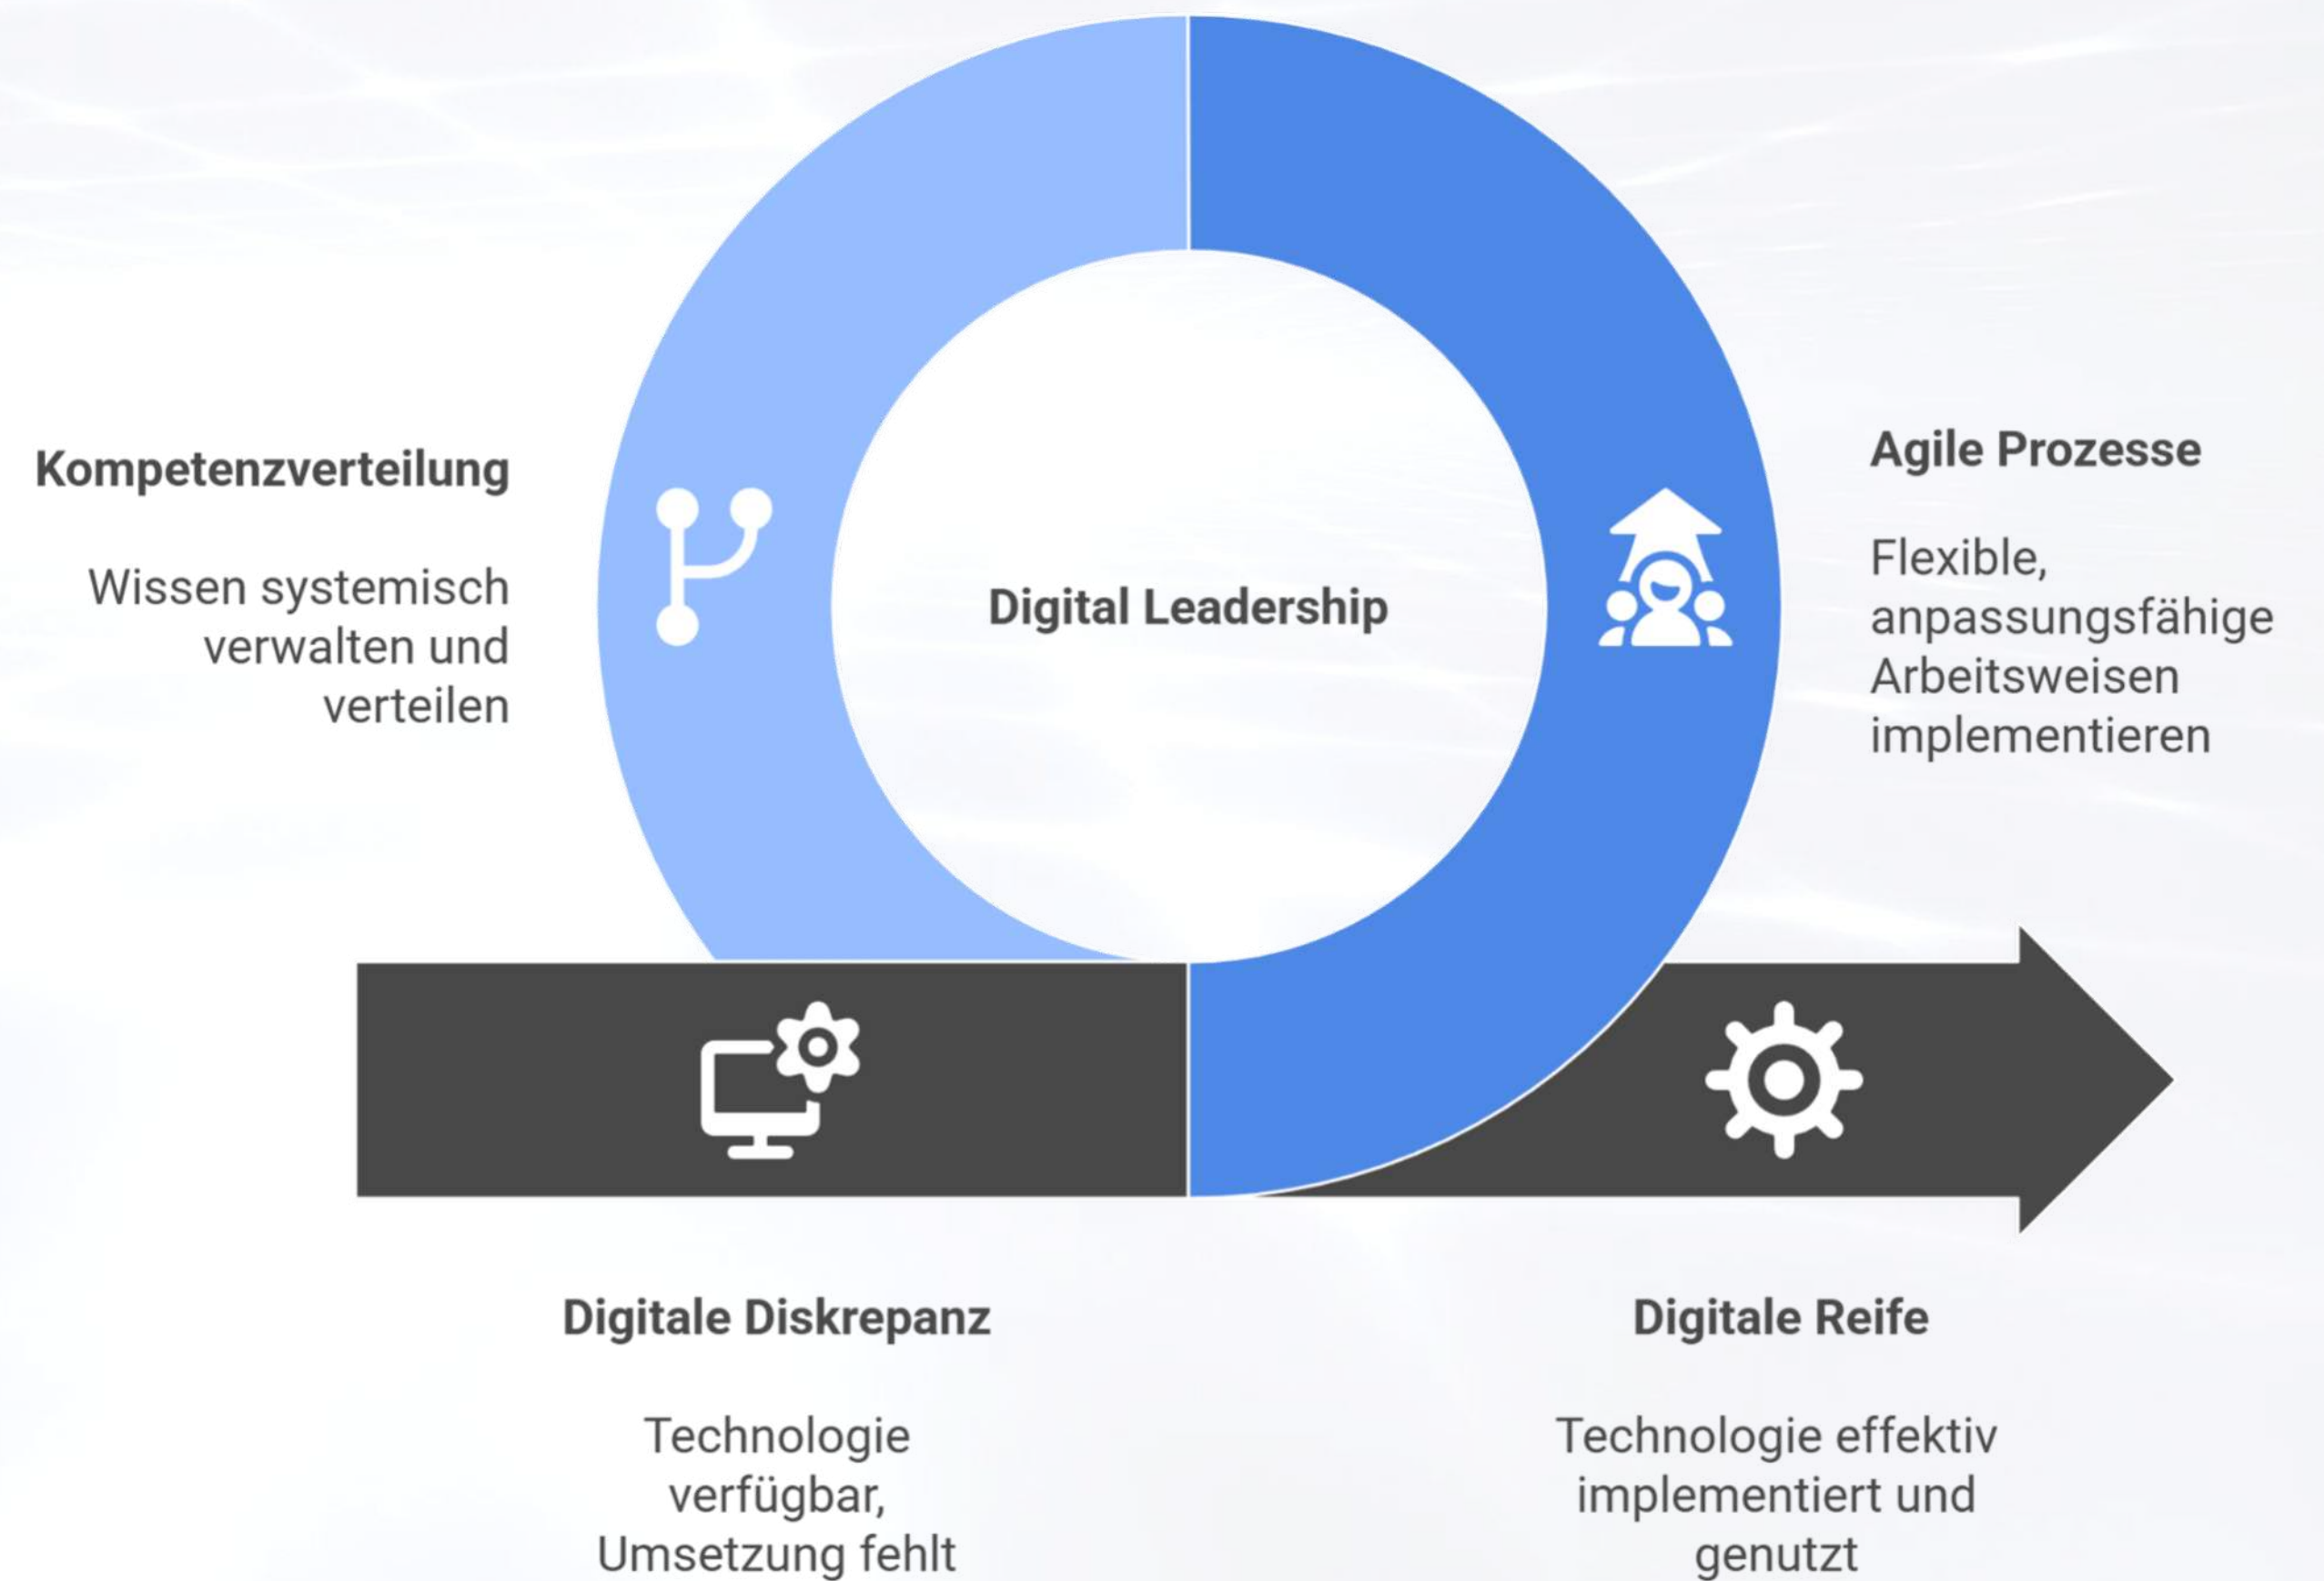 Kompetenzverteilung
Wissen systemisch
verwalten und
verteilen
Digital Leadership
Agile Prozesse
Flexible,
anpassungsfähige
Arbeitsweisen
implementieren
Digitale Diskrepanz
Technologie
verfügbar,
Umsetzung fehlt
Digitale Reife
Technologie effektiv
implementiert und
genutzt